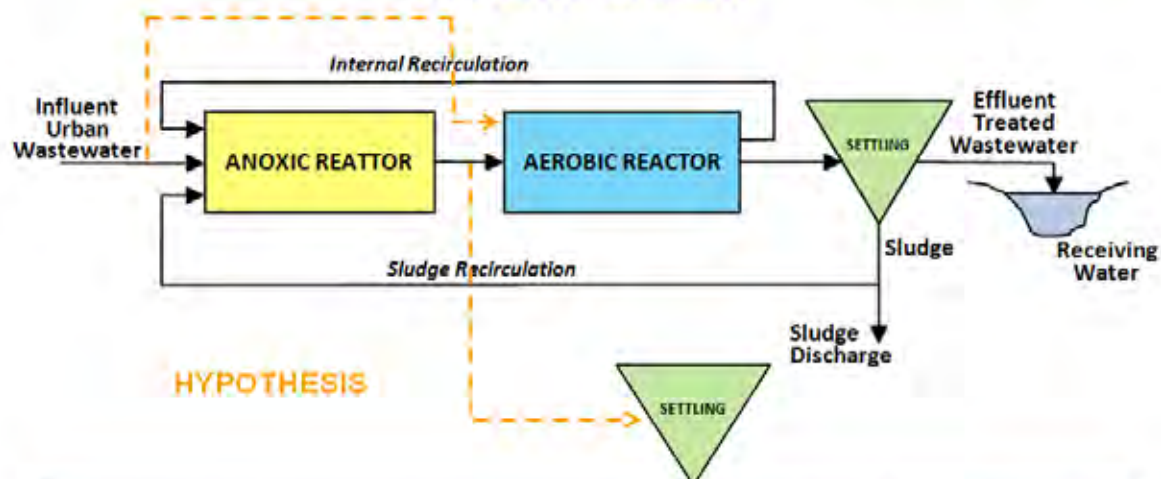 Internal Recirculation
Influent
Urban
Wastewater
ANOXIC REATTOR
AEROBIC REACTOR
SETTLING
Effluent
Treated
Wastewater
Receiving
Water
Sludge
Sludge Recirculation
Sludge
Discharge
HYPOTHESIS
SETTLING